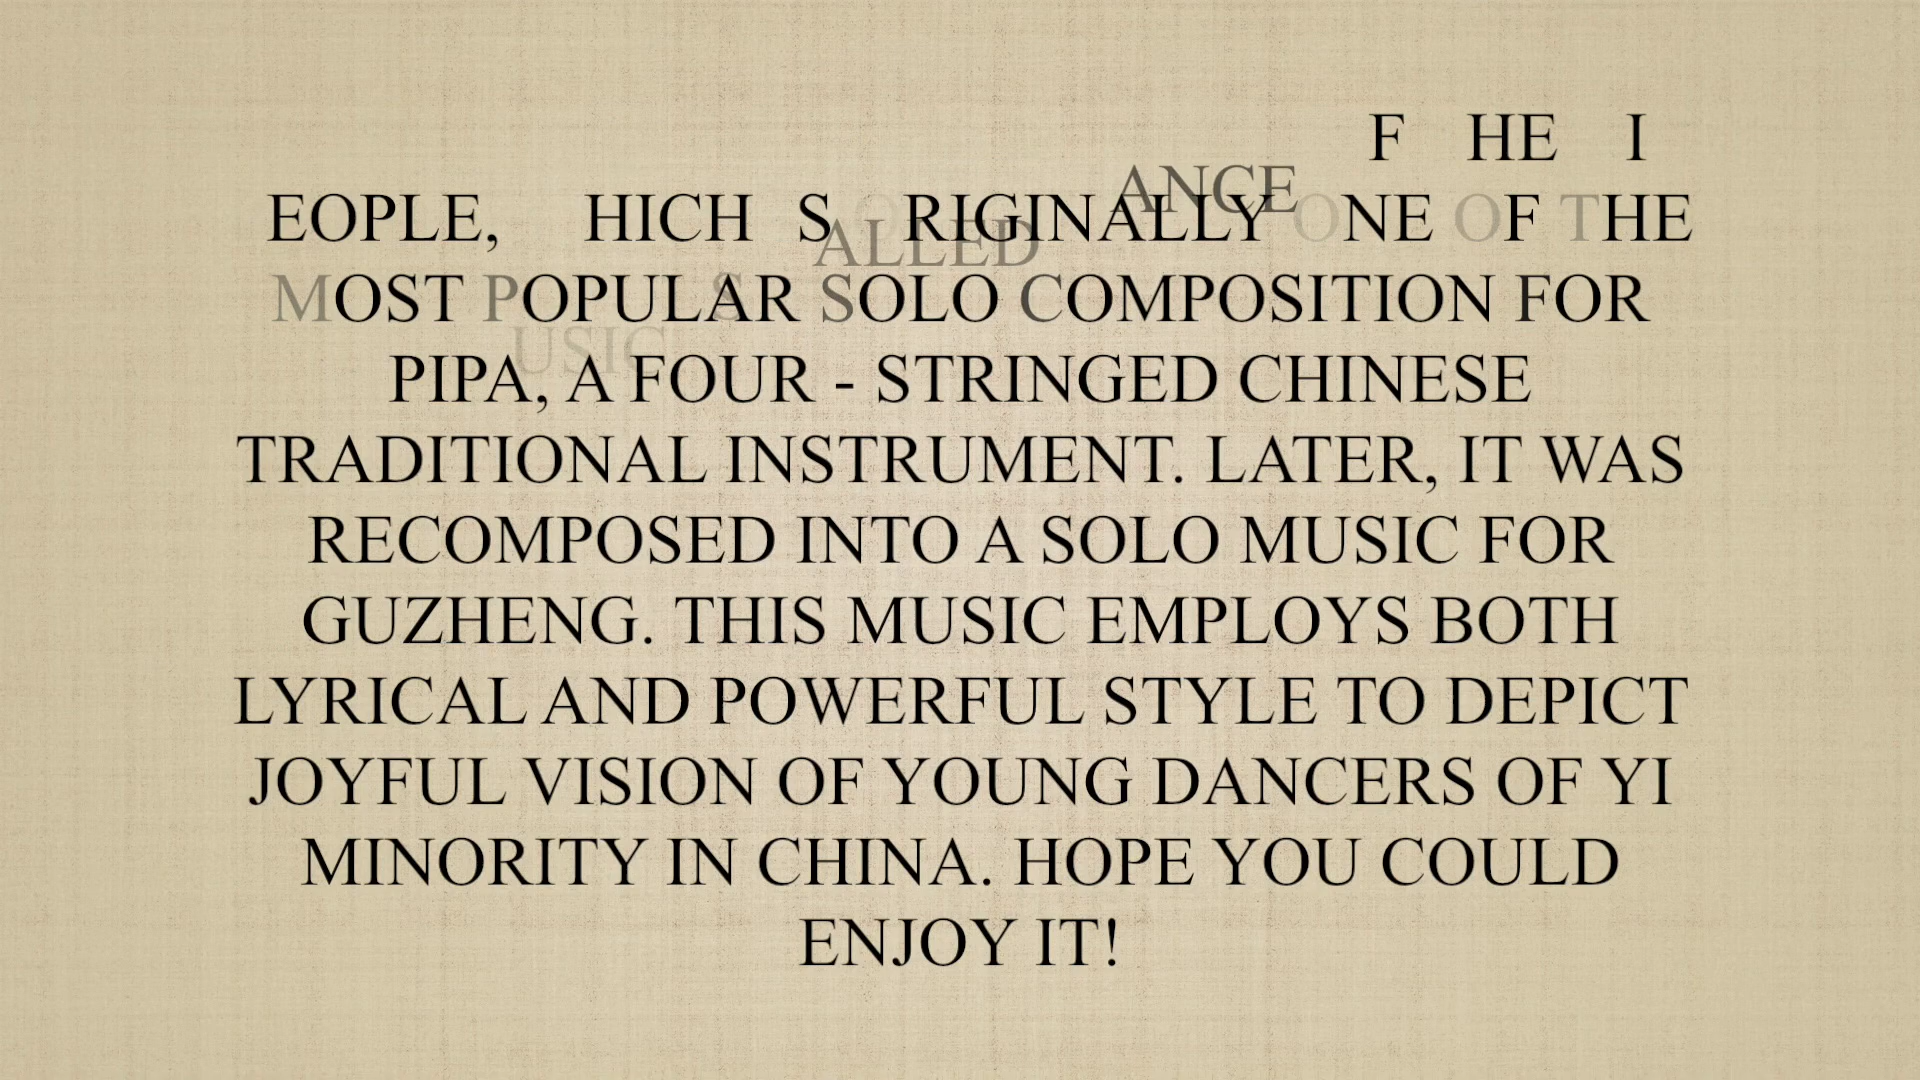 F HE I
ANCE
EOPLE, HICH S RIGINALLY ONE OF THE
ALLED
MOST POPULAR SOLO COMPOSITION FOR
USIC
PIPA, A FOUR - STRINGED CHINESE
TRADITIONAL INSTRUMENT. LATER, IT WAS
RECOMPOSED INTO A SOLO MUSIC FOR
GUZHENG. THIS MUSIC EMPLOYS BOTH
LYRICAL AND POWERFUL STYLE TO DEPICT
JOYFUL VISION OF YOUNG DANCERS OF YI
MINORITY IN CHINA. HOPE YOU COULD
ENJOY IT!